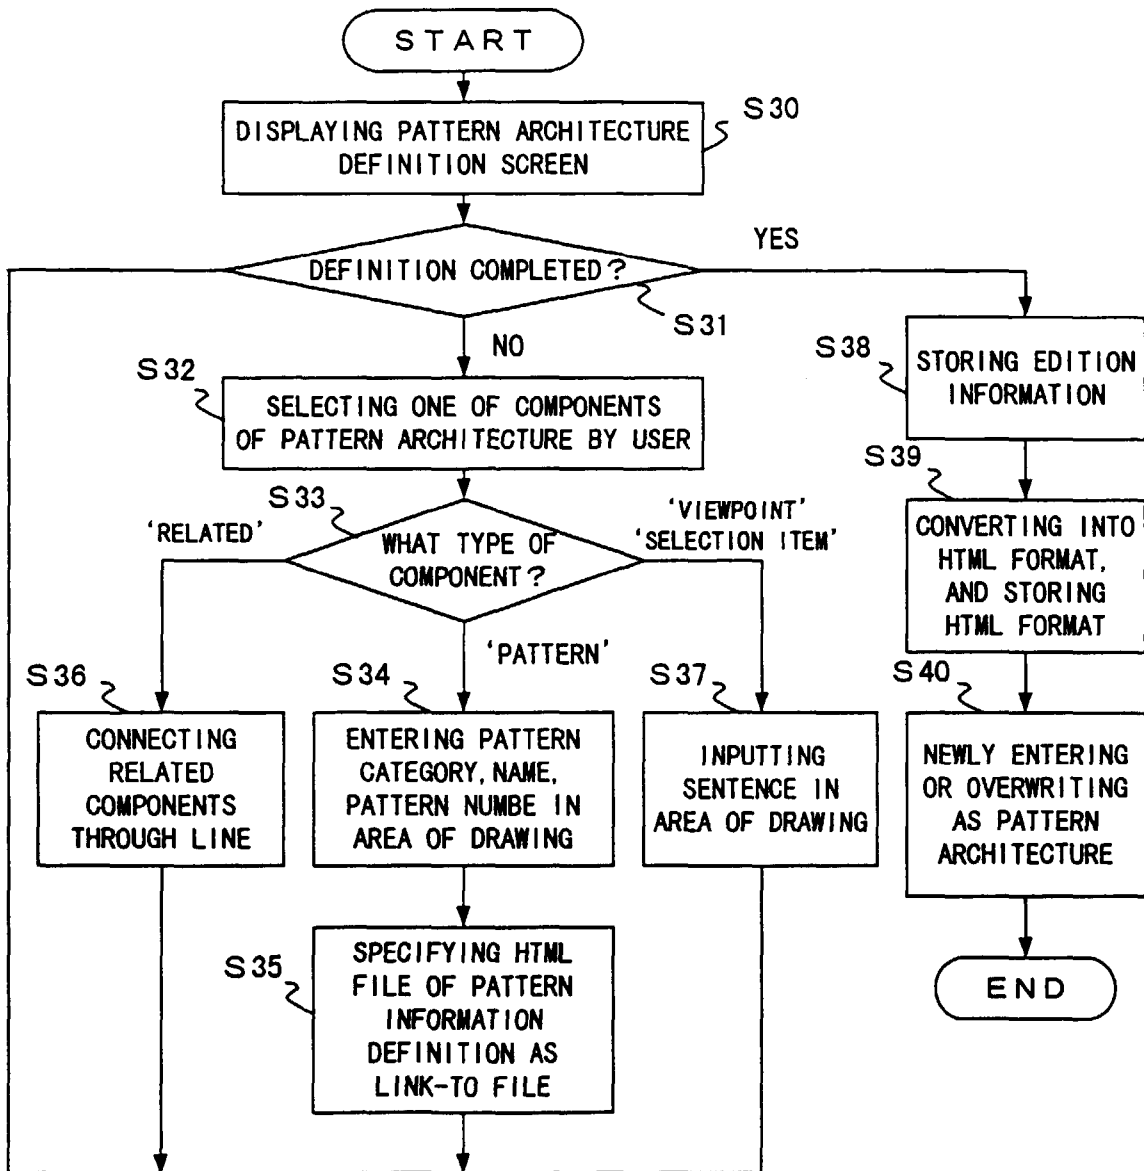 START
S30
DISPLAYING PATTERN ARCHITECTURE
DEFINITION SCREEN
YES
DEFINITION COMPLETED?
S31
NO
S38
STORING EDITION
INFORMATION
S32
SELECTING ONE OF COMPONENTS
OF PATTERN ARCHITECTURE BY USER
S39
CONVERTING INTO
HTML FORMAT,
AND STORING
HTML FORMAT
S33
'RELATED'
WHAT TYPE OF
COMPONENT?
'VIEWPOINT'
'SELECTION ITEM'
'PATTERN'
S36
CONNECTING
RELATED
COMPONENTS
THROUGH LINE
S34
ENTERING PATTERN
CATEGORY, NAME,
PATTERN NUMBE IN
AREA OF DRAWING
S37
INPUTTING
SENTENCE IN
AREA OF DRAWING
S40
NEWLY ENTERING
OR OVERWRITING
AS PATTERN
ARCHITECTURE
S35
SPECIFYING HTML
FILE OF PATTERN
INFORMATION
DEFINITION AS
LINK-TO FILE
END